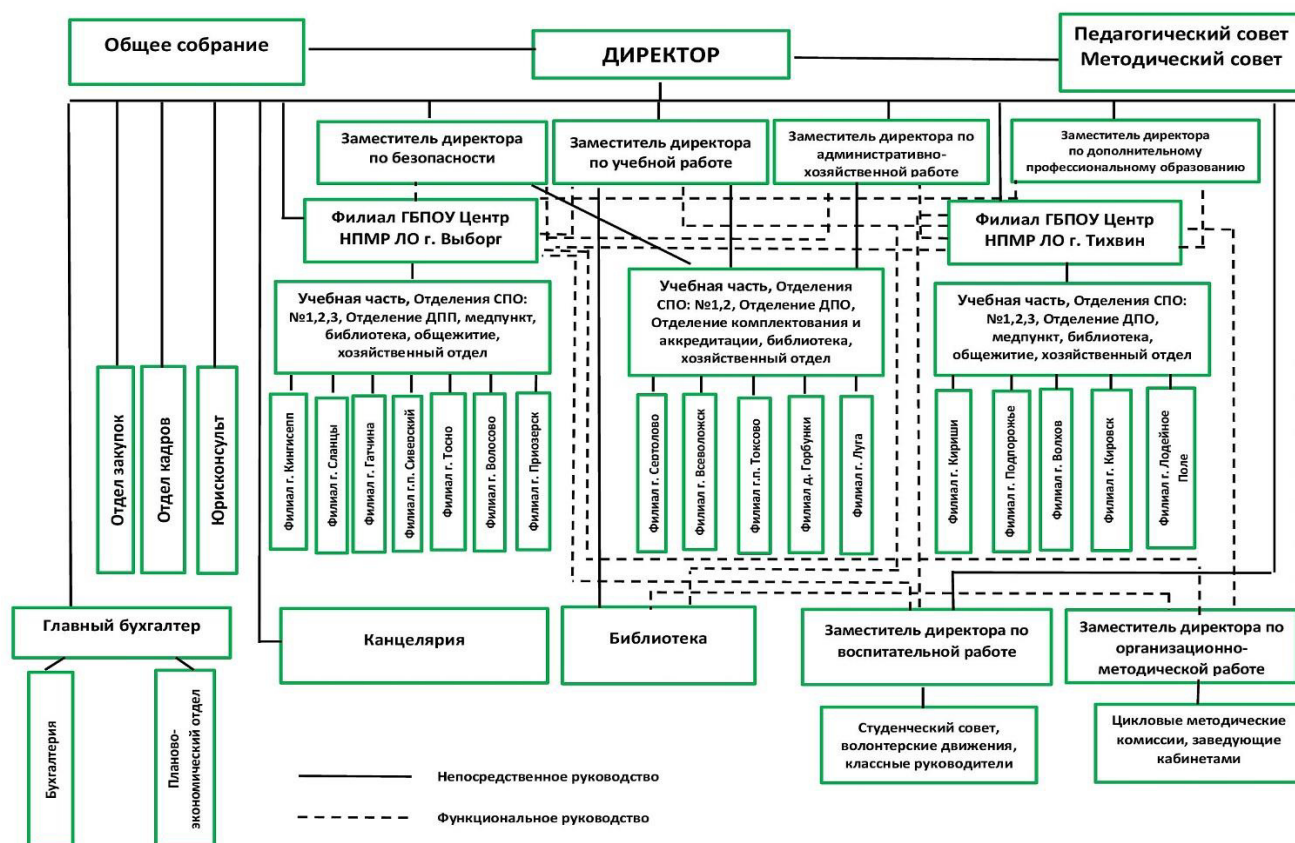 Общее собрание
ДИРЕКТОР
Педагогический совет
Методический совет
Заместитель директора
по безопасности
Заместитель директора
по учебной работе
Заместитель директора по
административно-
хозяйственной работе
Заместитель директора
по дополнительному
профессиональному образованию
Филиал ГБПОУ Центр
НПМР ЛО г. Выборг
Филиал ГБПОУ Центр
НПМР ЛО г. Тихвин
Учебная часть, Отделения СПО:
№1,2,3, Отделение ДПП, медпункт,
библиотека, общежитие,
хозяйственный отдел
Учебная часть, Отделения
СПО: №1,2, Отделение ДПО,
Отделение комплектования и
аккредитации, библиотека,
хозяйственный отдел
Учебная часть, Отделения СПО:
№1,2,3, Отделение ДПО,
медпункт, библиотека,
общежитие, хозяйственный отдел
Отдел закупок
Отдел кадров
Юрисконсульт
Филиал г. Кингисепп
Филиал г. Сланцы
Филиал г. Гатчина
Филиал г.п. Сиверский
Филиал г. Тосно
Филиал г. Волосово
Филиал г. Приозерск
Филиал г. Сертолово
Филиал г. Всеволожск
Филиал г.п. Токсово
Филиал д. Горбунки
Филиал г. Луга
Филиал г. Кириши
Филиал г. Подпорожье
Филиал г. Волхов
Филиал г. Кировск
Филиал г. Лодейное
Поле
Главный бухгалтер
Канцелярия
Библиотека
Заместитель директора по
воспитательной работе
Заместитель директора по
организационно-
методической работе
Бухгалтерия
Планово-
экономический отдел
Студенческий совет,
волонтерские движения,
классные руководители
Цикловые методические
комиссии, заведующие
кабинетами
Непосредственное руководство
Функциональное руководство